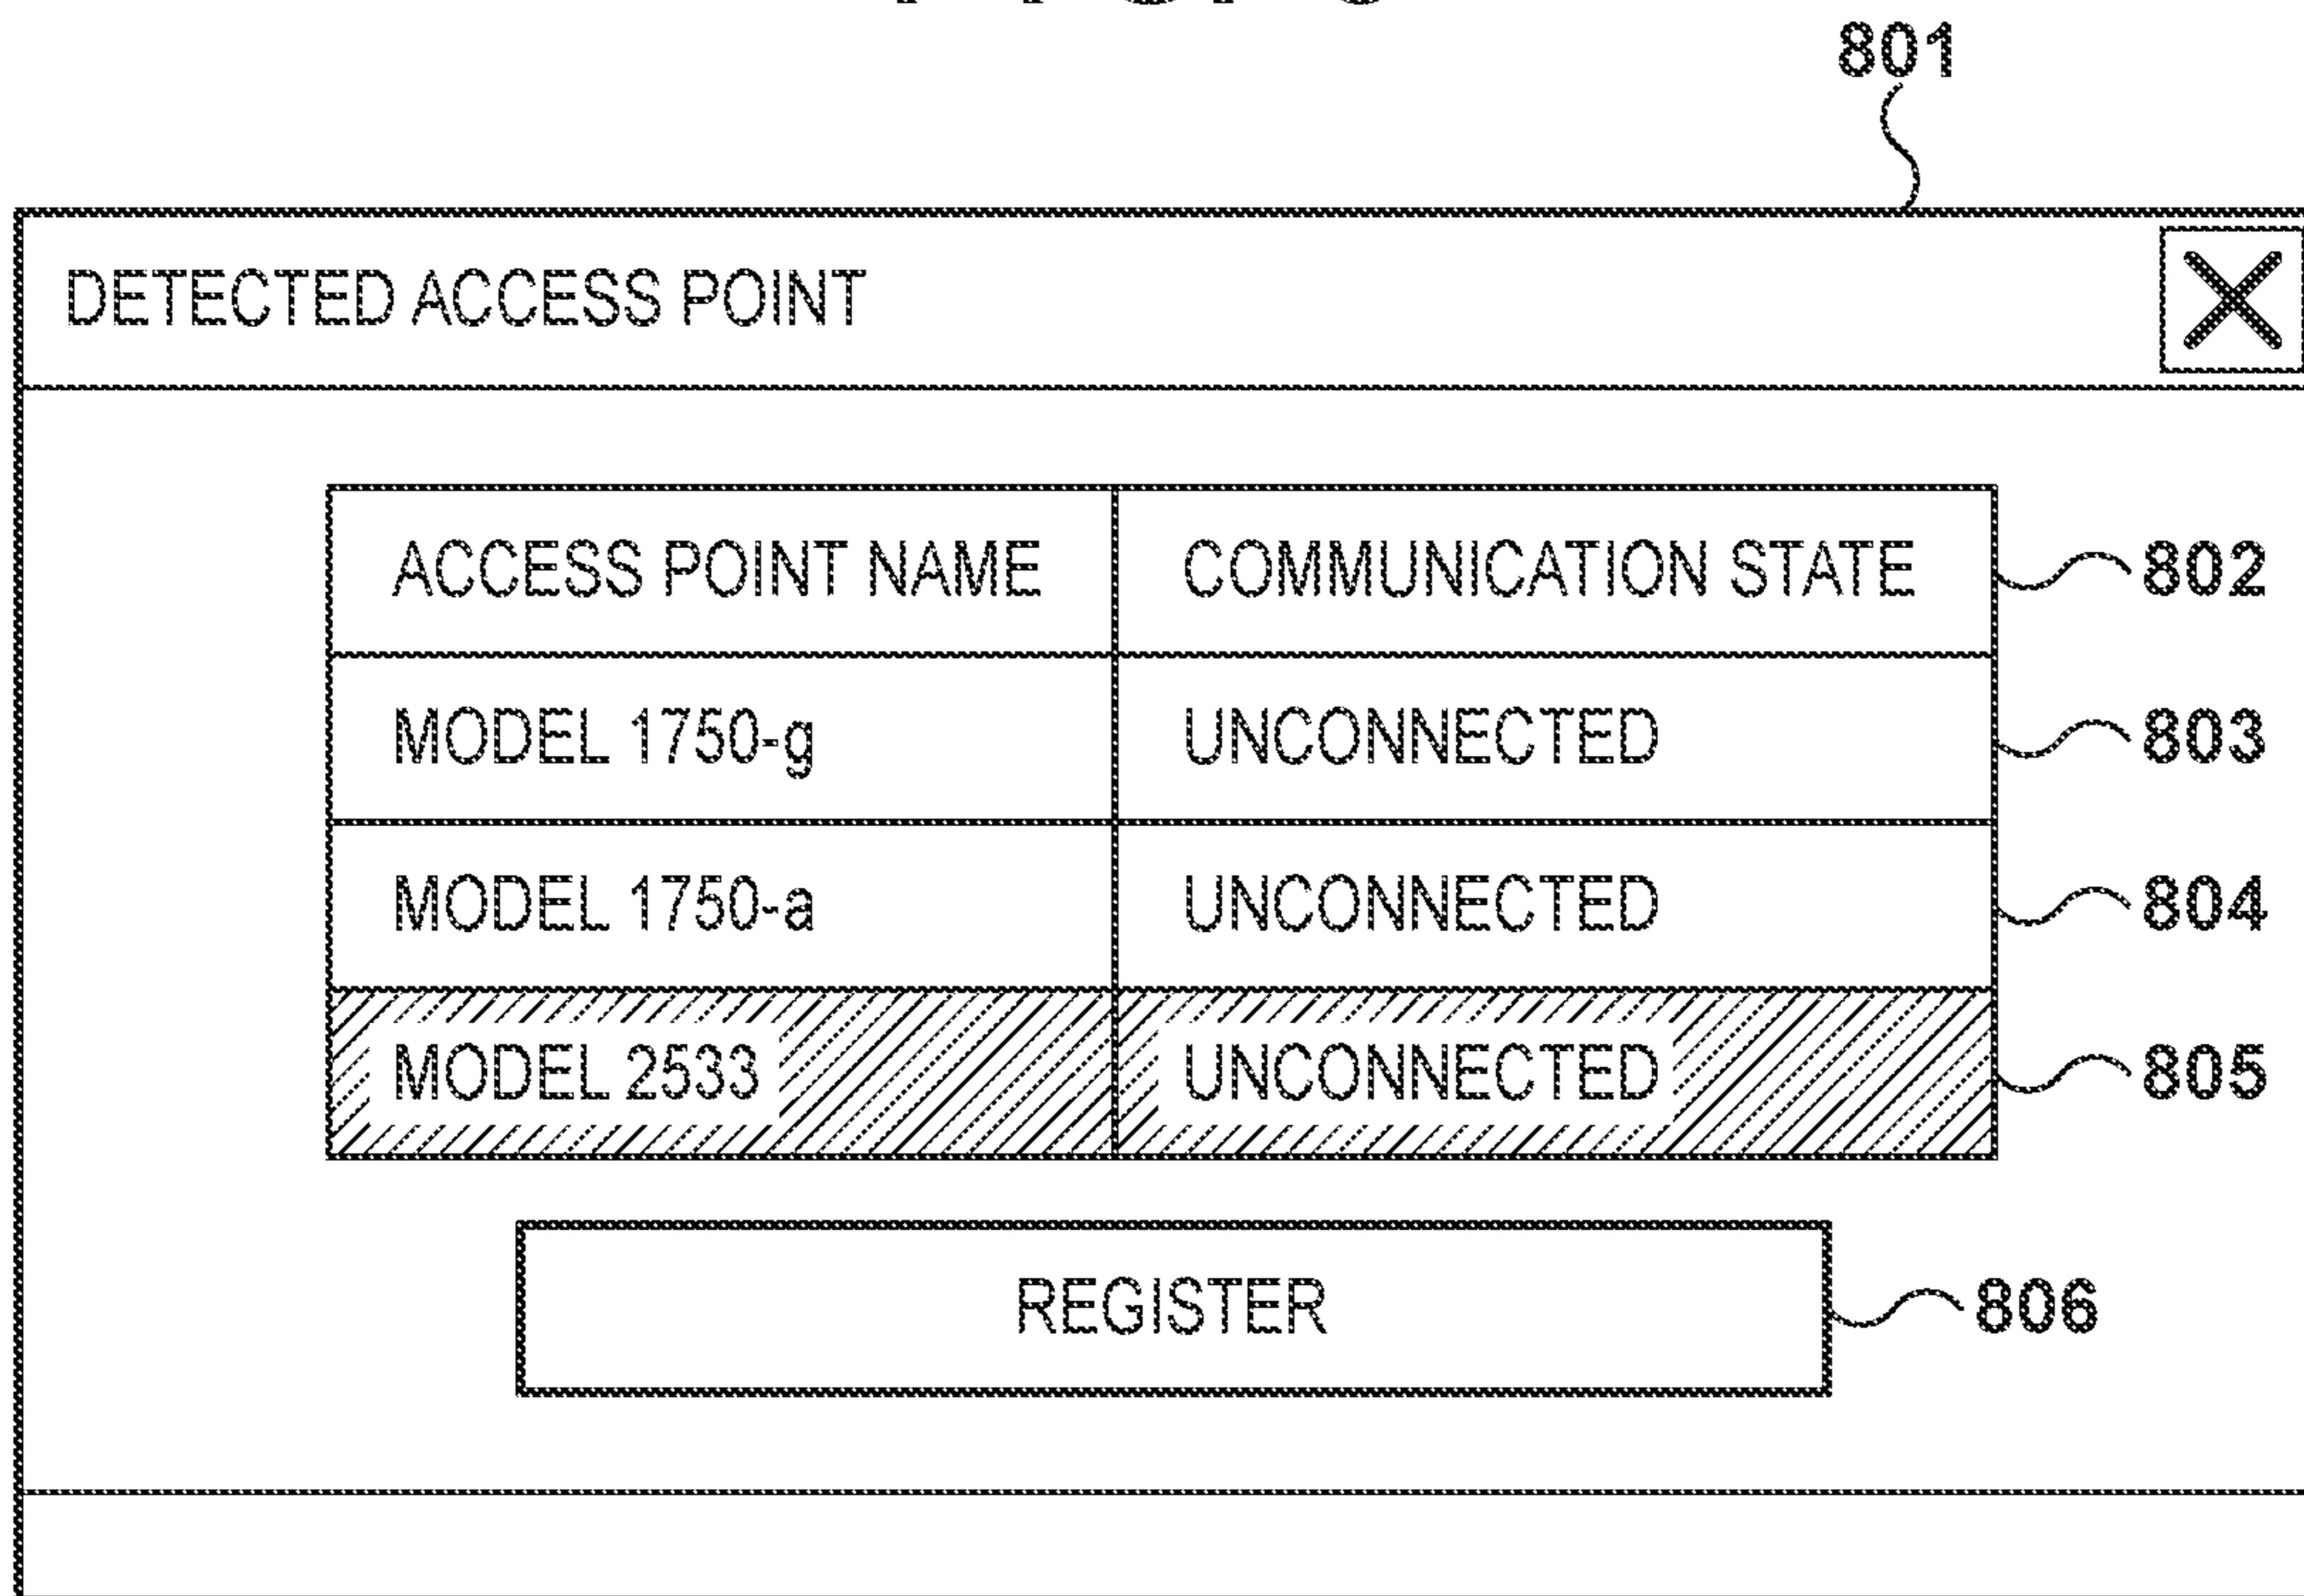 801
DETECTED ACCESS POINT
ACCESS POINT NAME COMMUNICATION STATE 802
MODEL 1750-g UNCONNECTED 803
MODEL 1750-a UNCONNECTED 804
MODEL 2533 UNCONNECTED 805
REGISTER 806